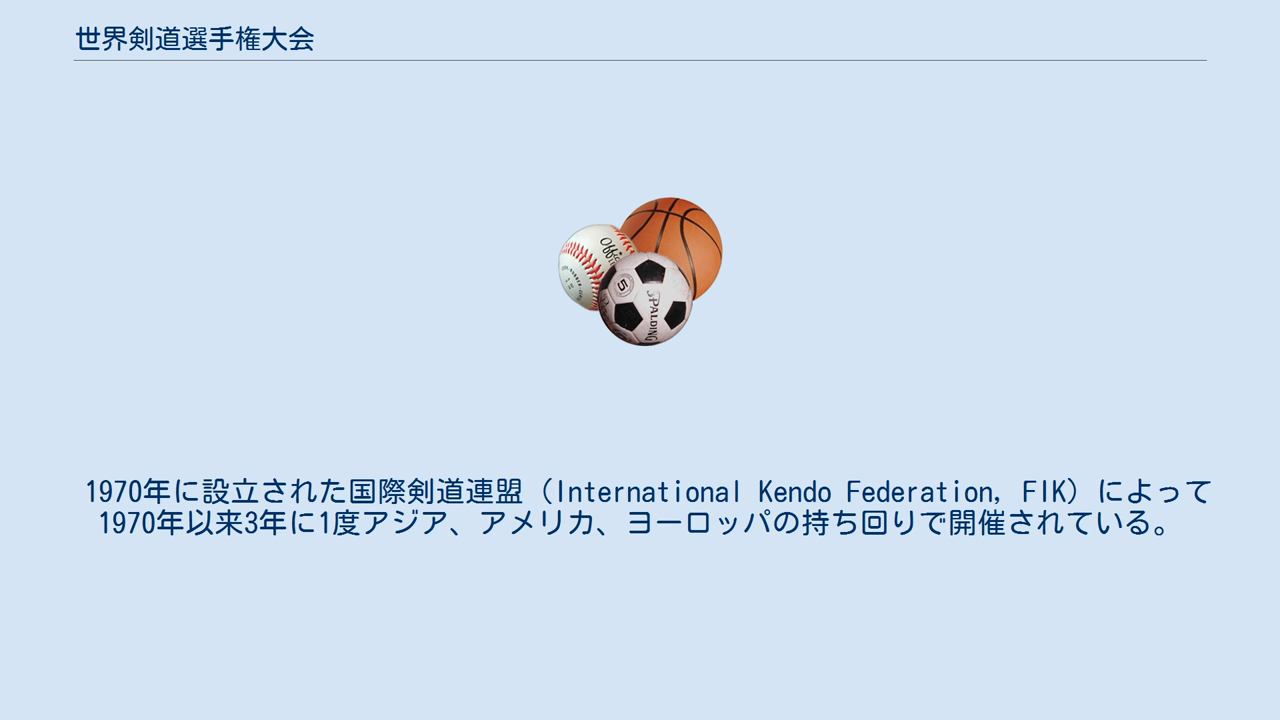 世界剣道選手権大会
Offici
5
SPALDING
1970年に設立された国際剣道連盟（International Kendo Federation, FIK）によって
1970年以来3年に1度アジア、アメリカ、ヨーロッパの持ち回りで開催されている。